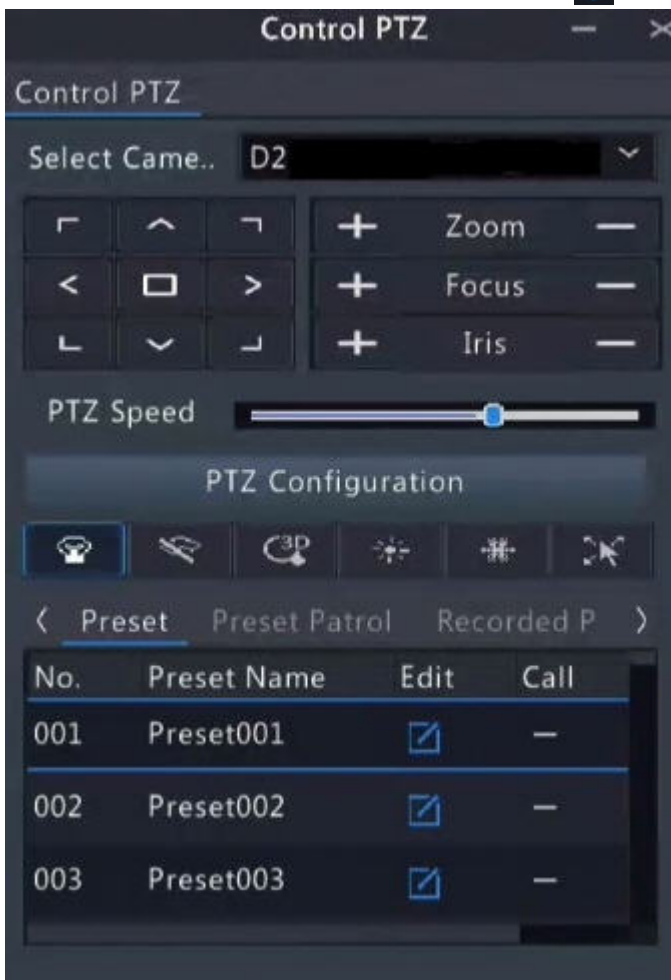 Control PTZ
Control PTZ
Select Came.. D2
Zoom
Focus
Iris
PTZ Speed
PTZ Configuration
3D
Preset Preset Patrol Recorded P
No. Preset Name Edit Call
001 Preset001
002 Preset002
003 Preset003